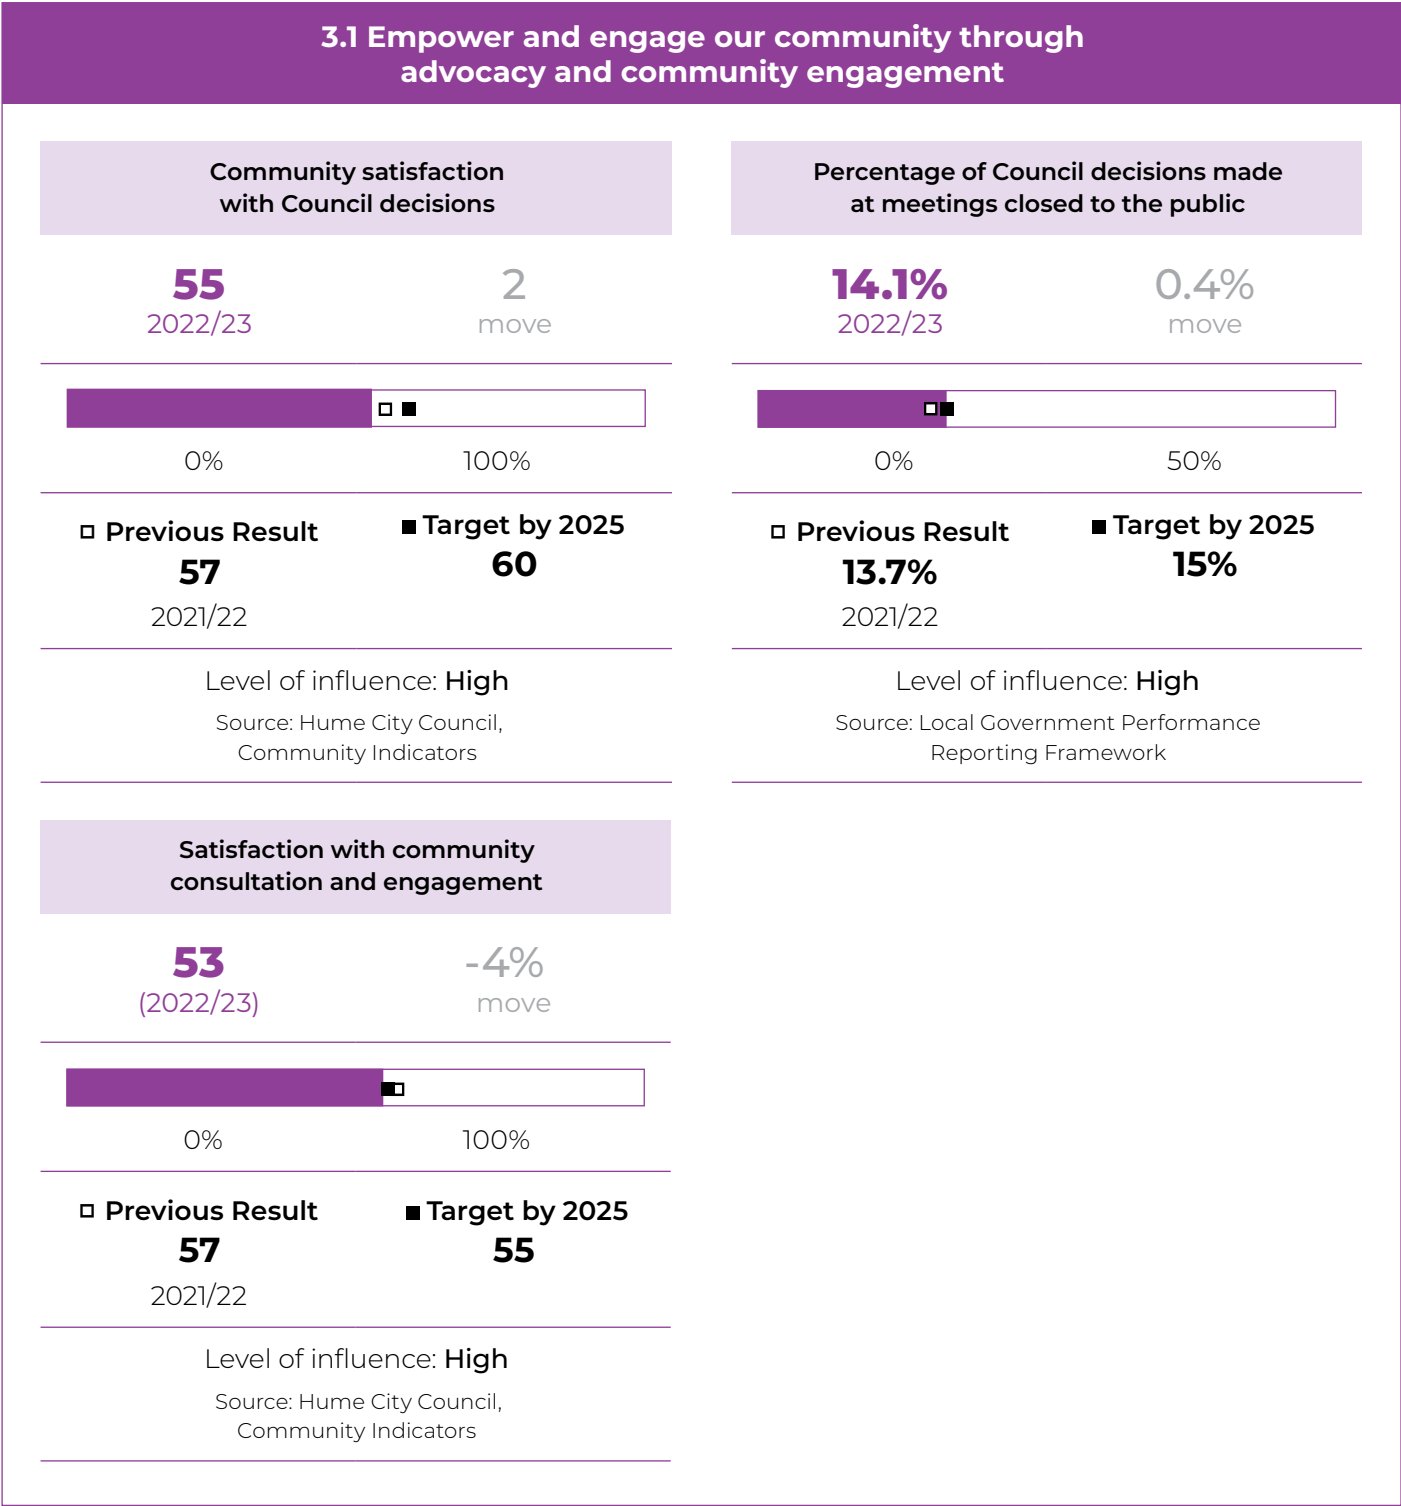 3.1 Empower and engage our community through
advocacy and community engagement
Community satisfaction
with Council decisions
55
2022/23
2
move
0%
100%
Previous Result
57
2021/22
Target by 2025
60
Level of influence: High
Source: Hume City Council,
Community Indicators
Percentage of Council decisions made
at meetings closed to the public
14.1%
2022/23
0.4%
move
0%
50%
Previous Result
13.7%
2021/22
Target by 2025
15%
Level of influence: High
Source: Local Government Performance
Reporting Framework
Satisfaction with community
consultation and engagement
53
(2022/23)
-4%
move
0%
100%
Previous Result
57
2021/22
Target by 2025
55
Level of influence: High
Source: Hume City Council,
Community Indicators